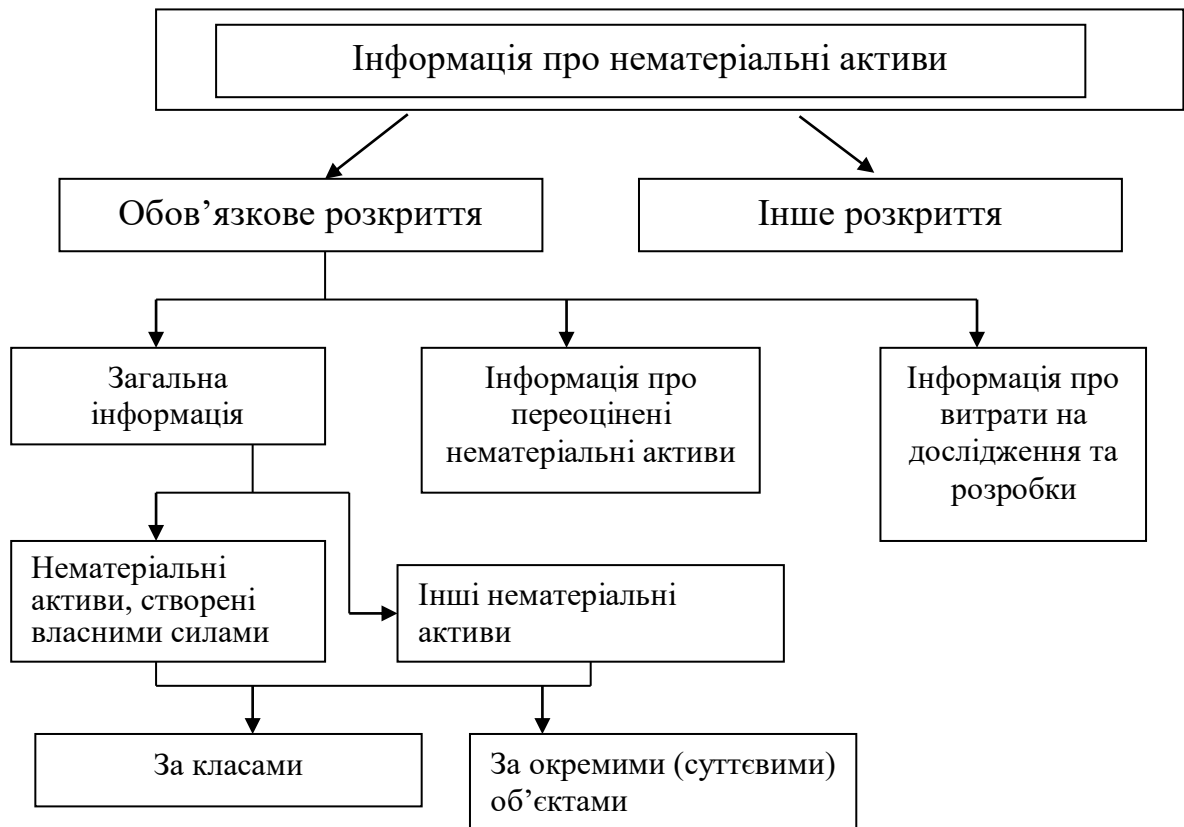 Інформація про нематеріальні активи
Обов’язкове розкриття
Інше розкриття
Загальна
інформація
Інформація про
переоцінені
нематеріальні активи
Інформація про
витрати на
дослідження та
розробки
Нематеріальні
активи, створені
власними силами
Інші нематеріальні
активи
За класами
За окремими (суттєвими)
об’єктами